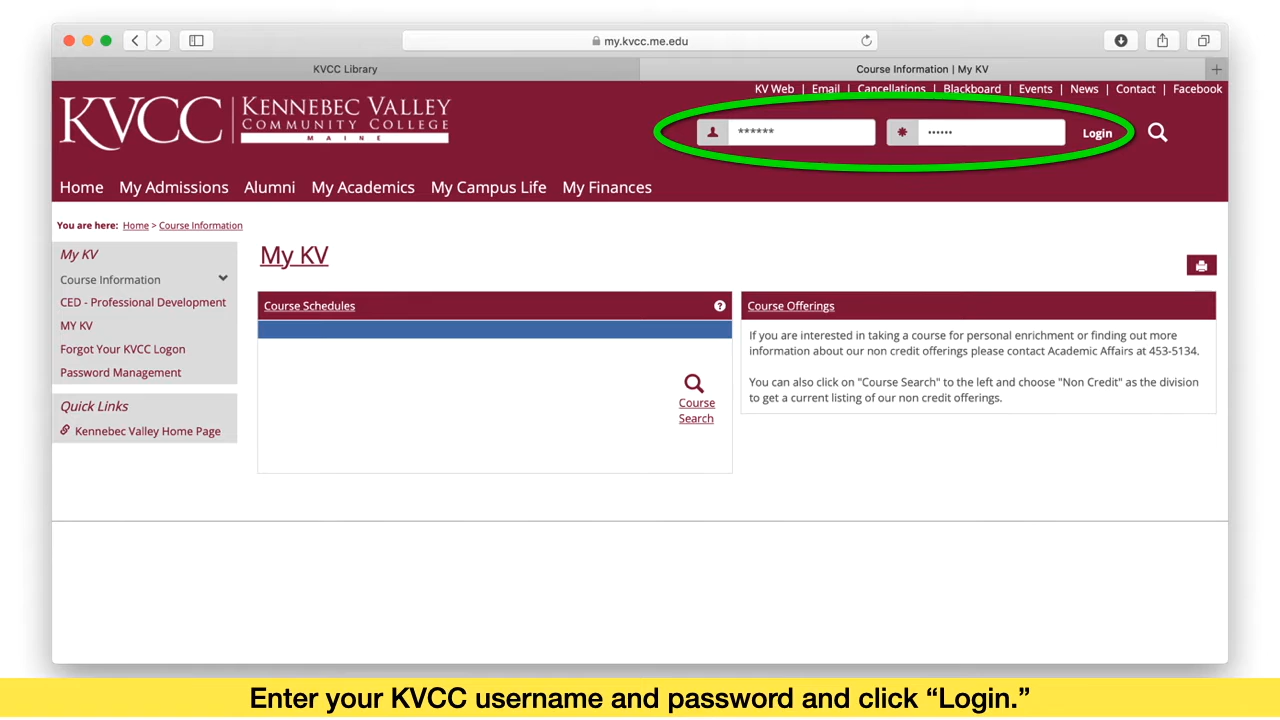 my.kvcc.me.edu
KVCC Library
Course Information | My KV
KV Web | Email | Cancellations | Blackboard | Events | News | Contact | Facebook
KVCC KENNEBEC VALLEY
COMMUNITY COLLEGE
MAINE
****** •••••• Login
Home My Admissions Alumni My Academics My Campus Life My Finances
You are here: Home > Course Information
My KV
Course Information
CED - Professional Development
MY KV
Forgot Your KVCC Logon
Password Management
Quick Links
Kennebec Valley Home Page
My KV
Course Schedules
Course
Search
Course Offerings
If you are interested in taking a course for personal enrichment or finding out more
information about our non credit offerings please contact Academic Affairs at 453-5134.
You can also click on "Course Search" to the left and choose "Non Credit" as the division
to get a current listing of our non credit offerings.
Enter your KVCC username and password and click “Login.”